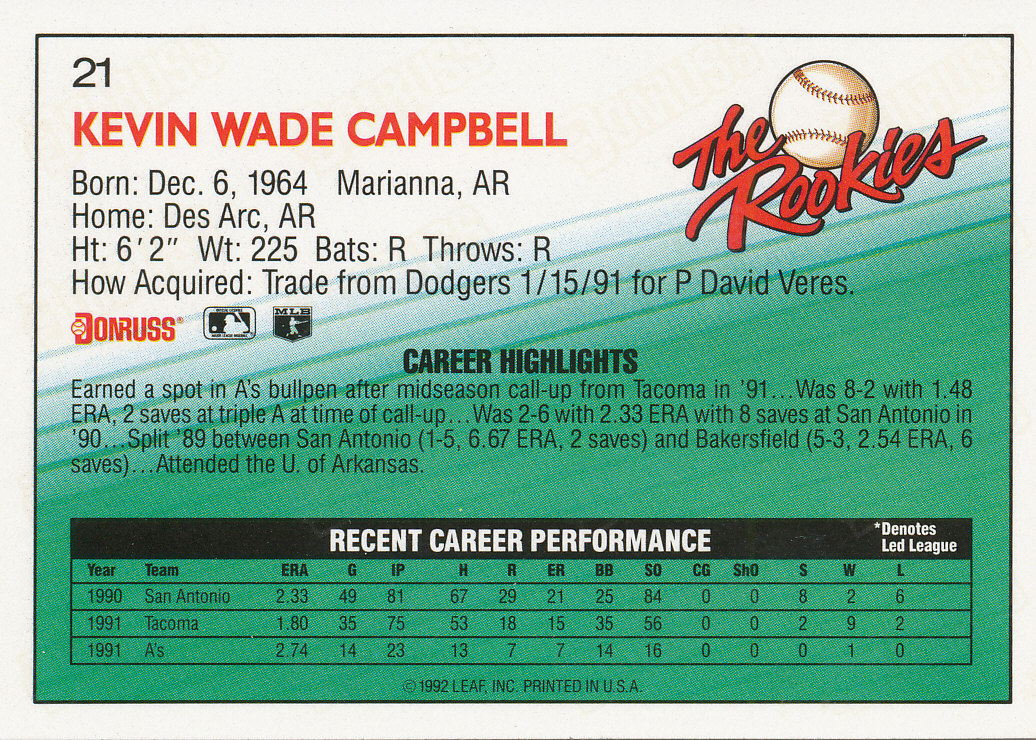 21
The Rookies
KEVIN WADE CAMPBELL
Born: Dec. 6, 1964 Marianna, AR
Home: Des Arc, AR
Ht: 6'2" Wt: 225 Bats: R Throws: R
How Acquired: Trade from Dodgers 1/15/91 for P David Veres.
DONRUSS® MLB
CAREER HIGHLIGHTS
Earned a spot in A's bullpen after midseason call-up from Tacoma in '91...Was 8-2 with 1.48
ERA, 2 saves at triple A at time of call-up...Was 2-6 with 2.33 ERA with 8 saves at San Antonio in
'90...Split '89 between San Antonio (1-5, 6.67 ERA, 2 saves) and Bakersfield (5-3, 2.54 ERA, 6
saves)...Attended the U. of Arkansas.
RECENT CAREER PERFORMANCE
*Denotes
Led League
Year Team ERA G IP H R ER BB SO CG ShO S W L
1990 San Antonio 2.33 49 81 67 29 21 25 84 0 0 8 2 6
1991 Tacoma 1.80 35 75 53 18 15 35 56 0 0 2 9 2
1991 A's 2.74 14 23 13 7 7 14 16 0 0 0 1 0
©1992 LEAF, INC. PRINTED IN U.S.A.